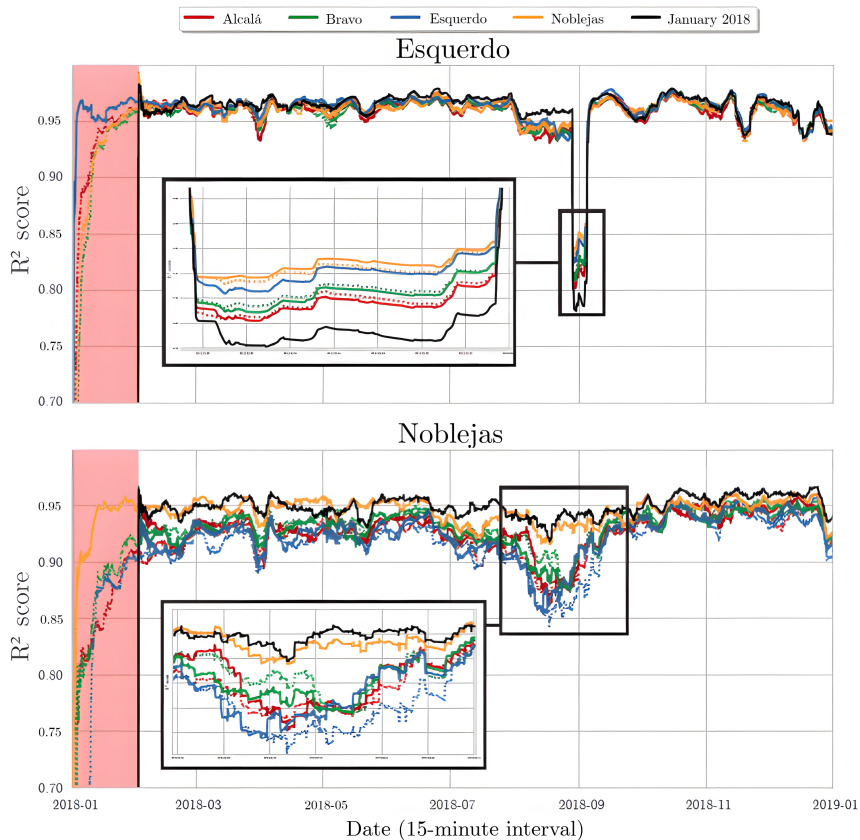 Alcalá Bravo Esquerdo Noblejas January 2018
Esquerdo
0.95
0.90
0.85
0.80
0.75
0.70
R² score
Noblejas
0.95
0.90
0.85
0.80
0.75
0.70
R² score
2018-01 2018-03 2018-05 2018-07 2018-09 2018-11 2019-01
Date (15-minute interval)